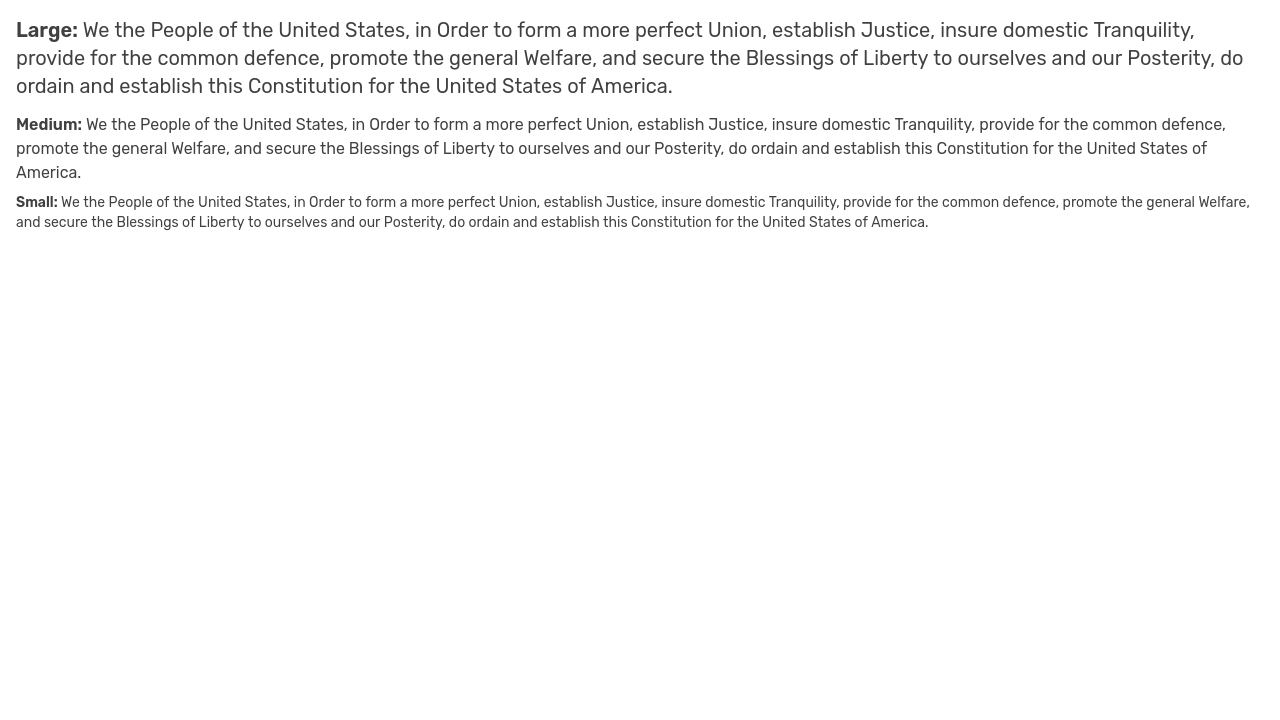 Large: We the People of the United States, in Order to form a more perfect Union, establish Justice, insure domestic Tranquility,
provide for the common defence, promote the general Welfare, and secure the Blessings of Liberty to ourselves and our Posterity, do
ordain and establish this Constitution for the United States of America.
Medium: We the People of the United States, in Order to form a more perfect Union, establish Justice, insure domestic Tranquility, provide for the common defence,
promote the general Welfare, and secure the Blessings of Liberty to ourselves and our Posterity, do ordain and establish this Constitution for the United States of
America.
Small: We the People of the United States, in Order to form a more perfect Union, establish Justice, insure domestic Tranquility, provide for the common defence, promote the general Welfare,
and secure the Blessings of Liberty to ourselves and our Posterity, do ordain and establish this Constitution for the United States of America.